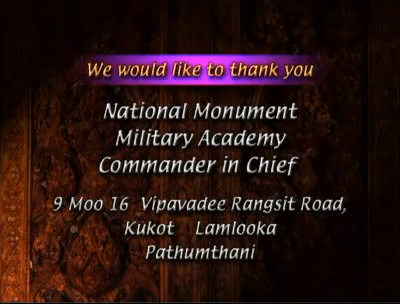 We would like to thank you
National Monument
Military Academy
Commander in Chief
9 Moo 16 Vipavadee Rangsit Road,
Kukot Lamlooka
Pathumthani